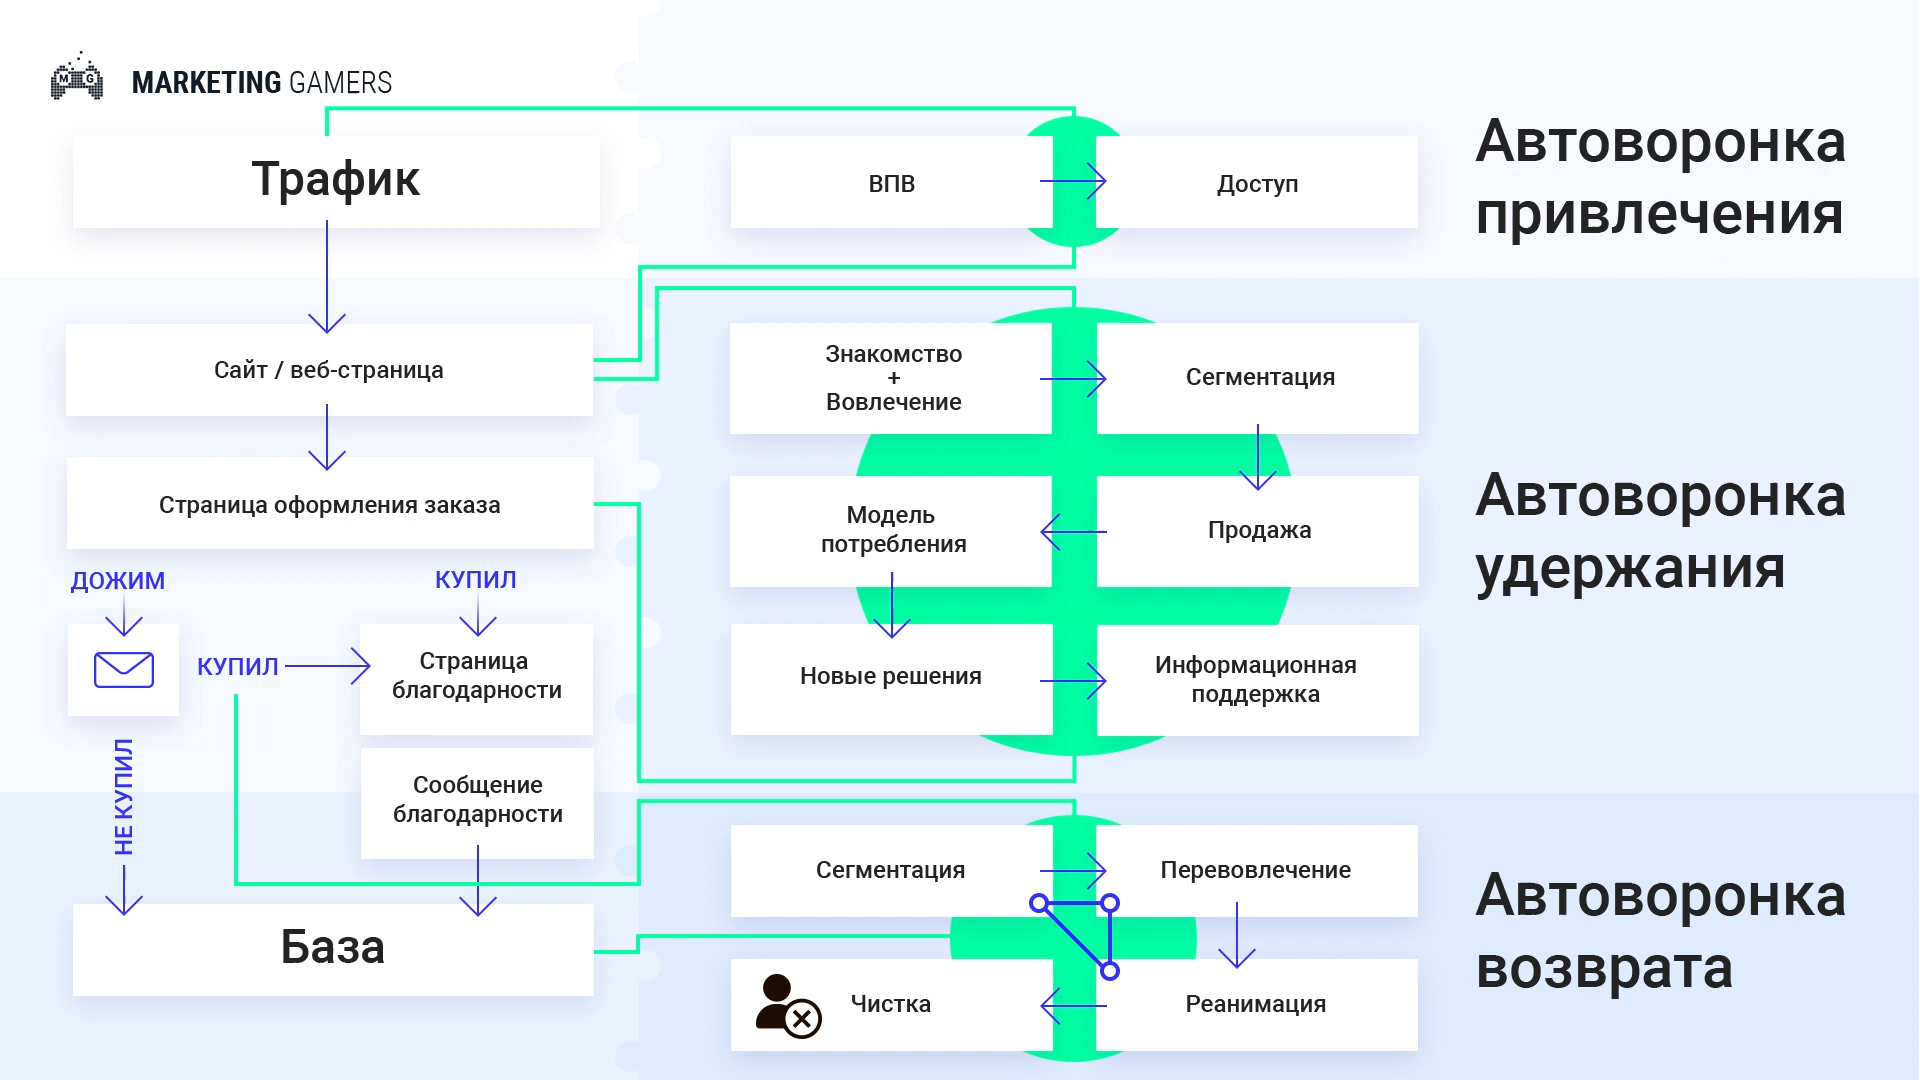 MARKETING GAMERS
M G
Трафик
Сайт / веб-страница
Страница оформления заказа
ДОЖИМ
КУПИЛ
КУПИЛ
Страница
благодарности
НЕ КУПИЛ
Сообщение
благодарности
База
ВПВ
Доступ
Автоворонка
привлечения
Знакомство
+
Вовлечение
Сегментация
Продажа
Модель
потребления
Новые решения
Информационная
поддержка
Автоворонка
удержания
Сегментация
Перевовлечение
Реанимация
Чистка
Автоворонка
возврата